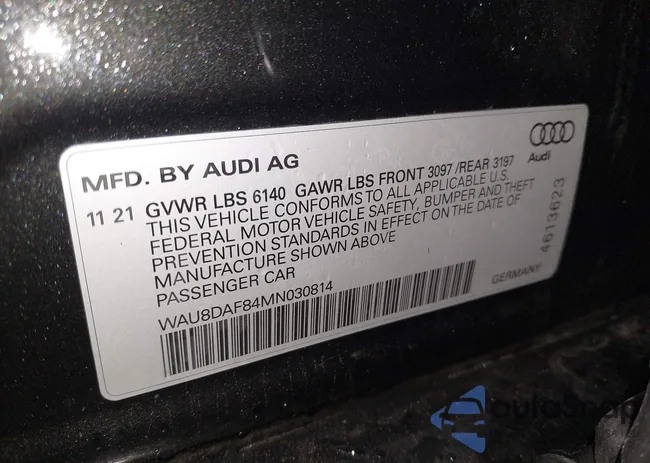 MFD. BY AUDI AG
Audi
11 21 GVWR LBS 6140 GAWR LBS FRONT 3097 /REAR 3197
THIS VEHICLE CONFORMS TO ALL APPLICABLE U.S.
FEDERAL MOTOR VEHICLE SAFETY, BUMPER AND THEFT
PREVENTION STANDARDS IN EFFECT ON THE DATE OF
MANUFACTURE SHOWN ABOVE
PASSENGER CAR
4613623
GERMANY
WAU8DAF84MN030814
autoSnap